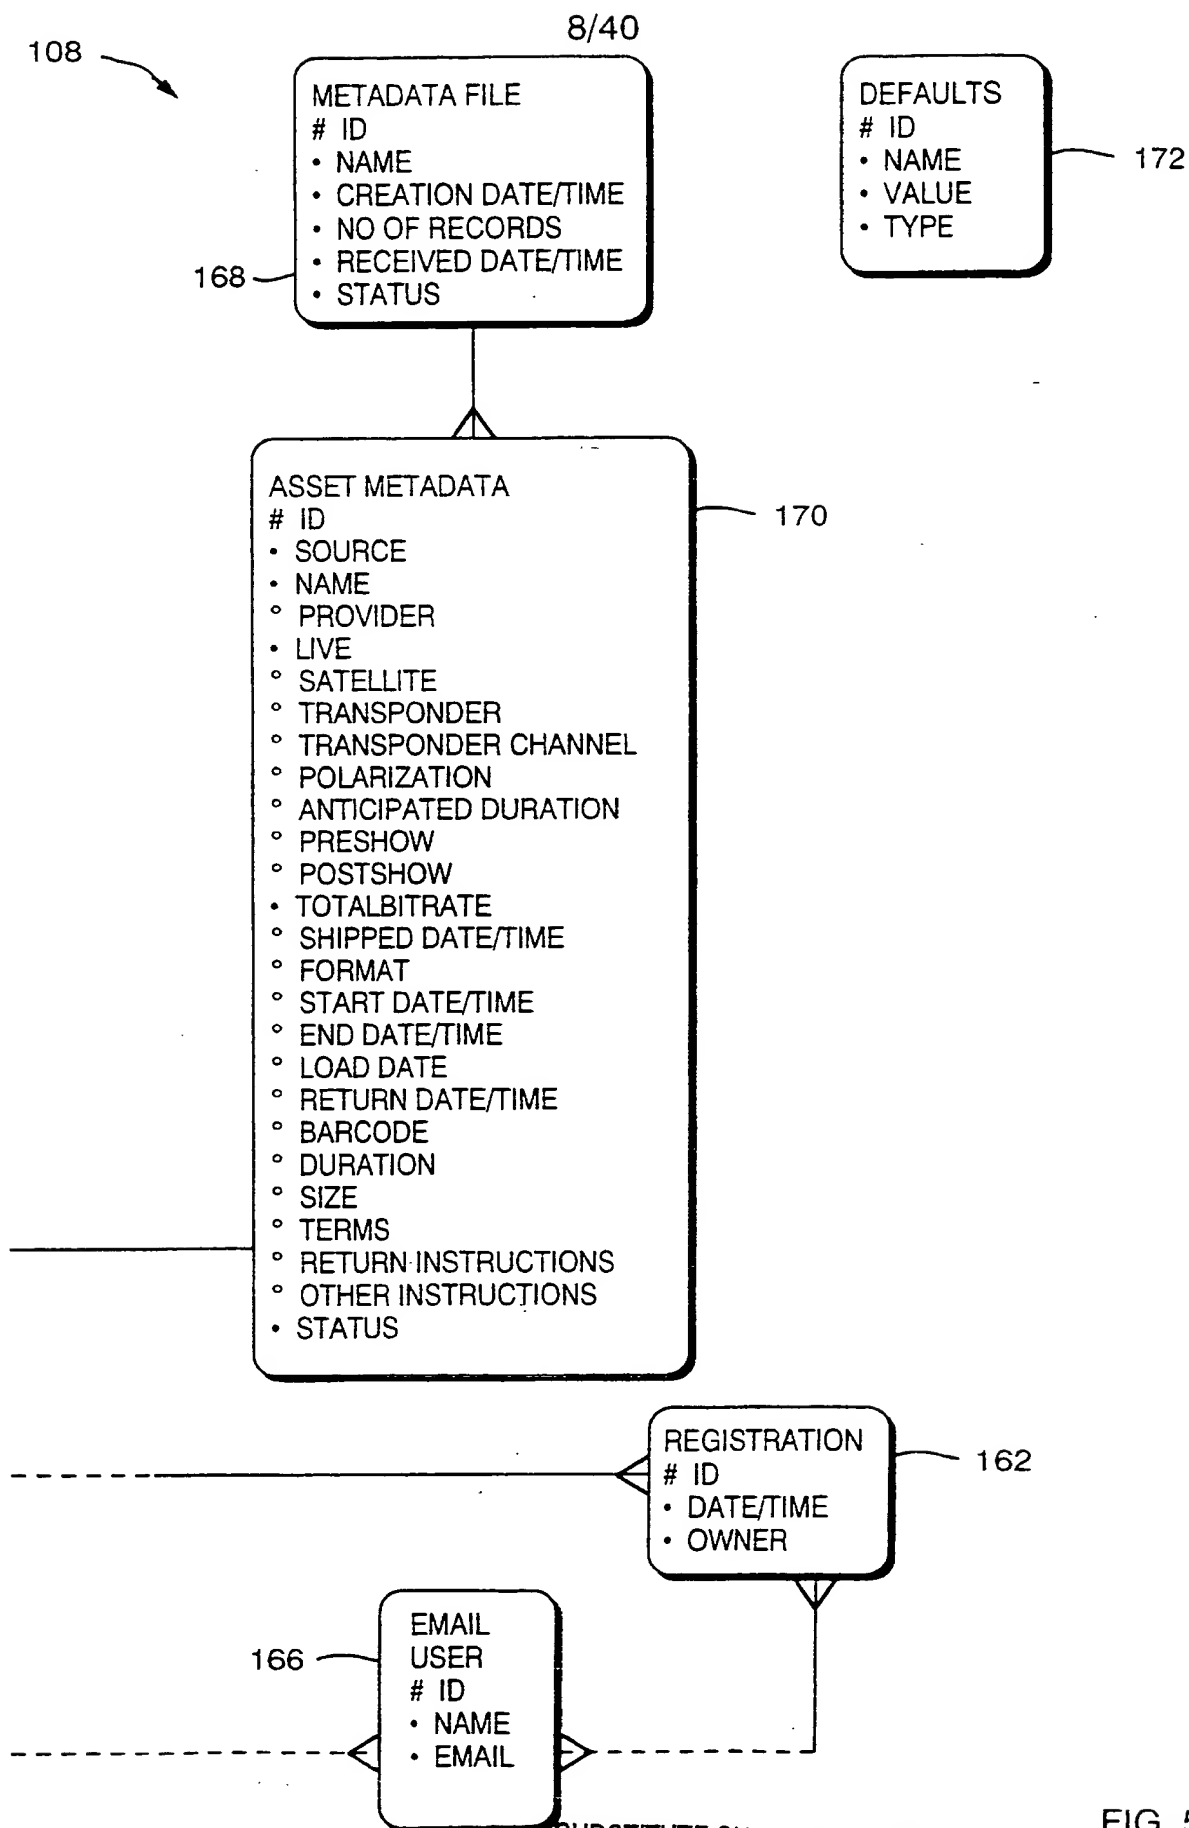 8/40
108
METADATA FILE
# ID
• NAME
• CREATION DATE/TIME
• NO OF RECORDS
• RECEIVED DATE/TIME
• STATUS
168
DEFAULTS
# ID
• NAME
• VALUE
• TYPE
172
ASSET METADATA
# ID
• SOURCE
• NAME
° PROVIDER
• LIVE
° SATELLITE
° TRANSPONDER
° TRANSPONDER CHANNEL
° POLARIZATION
° ANTICIPATED DURATION
° PRESHOW
° POSTSHOW
• TOTALBITRATE
° SHIPPED DATE/TIME
° FORMAT
° START DATE/TIME
° END DATE/TIME
° LOAD DATE
° RETURN DATE/TIME
° BARCODE
° DURATION
° SIZE
° TERMS
° RETURN INSTRUCTIONS
° OTHER INSTRUCTIONS
• STATUS
170
REGISTRATION
# ID
• DATE/TIME
• OWNER
162
EMAIL
USER
# ID
• NAME
• EMAIL
166
FIG.